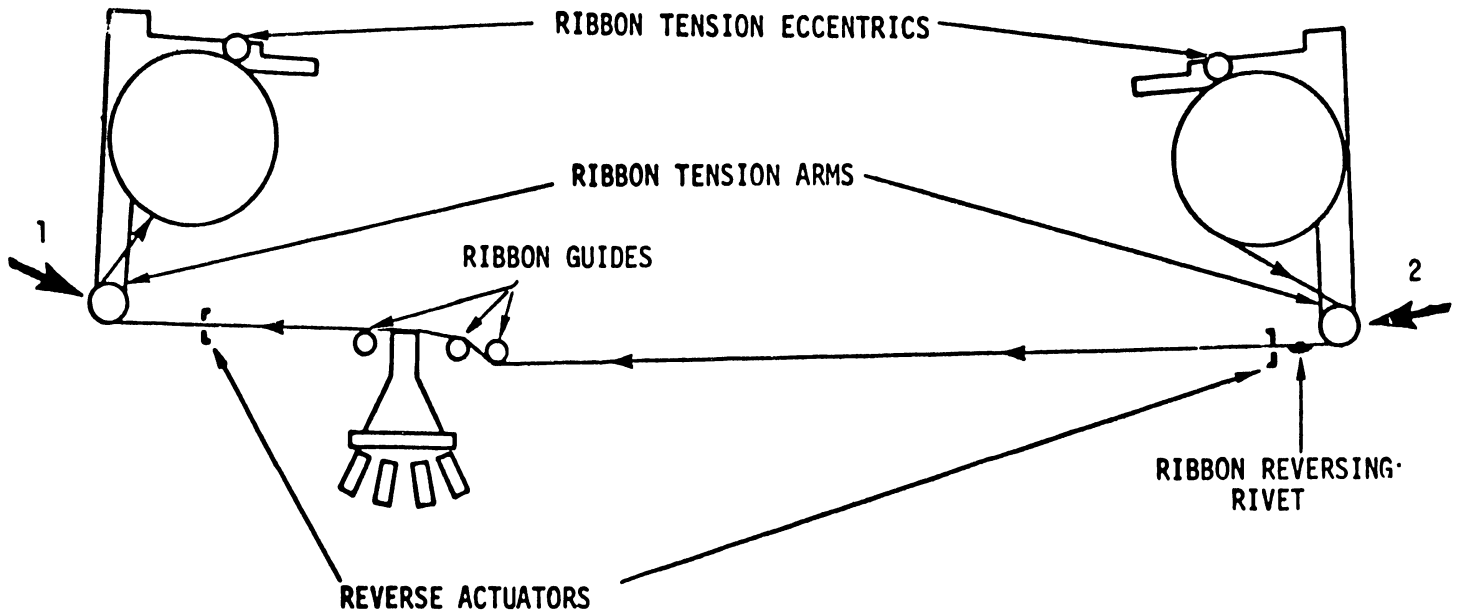 RIBBON TENSION ECCENTRICS
RIBBON TENSION ARMS
1
RIBBON GUIDES
2
RIBBON REVERSING
RIVET
REVERSE ACTUATORS